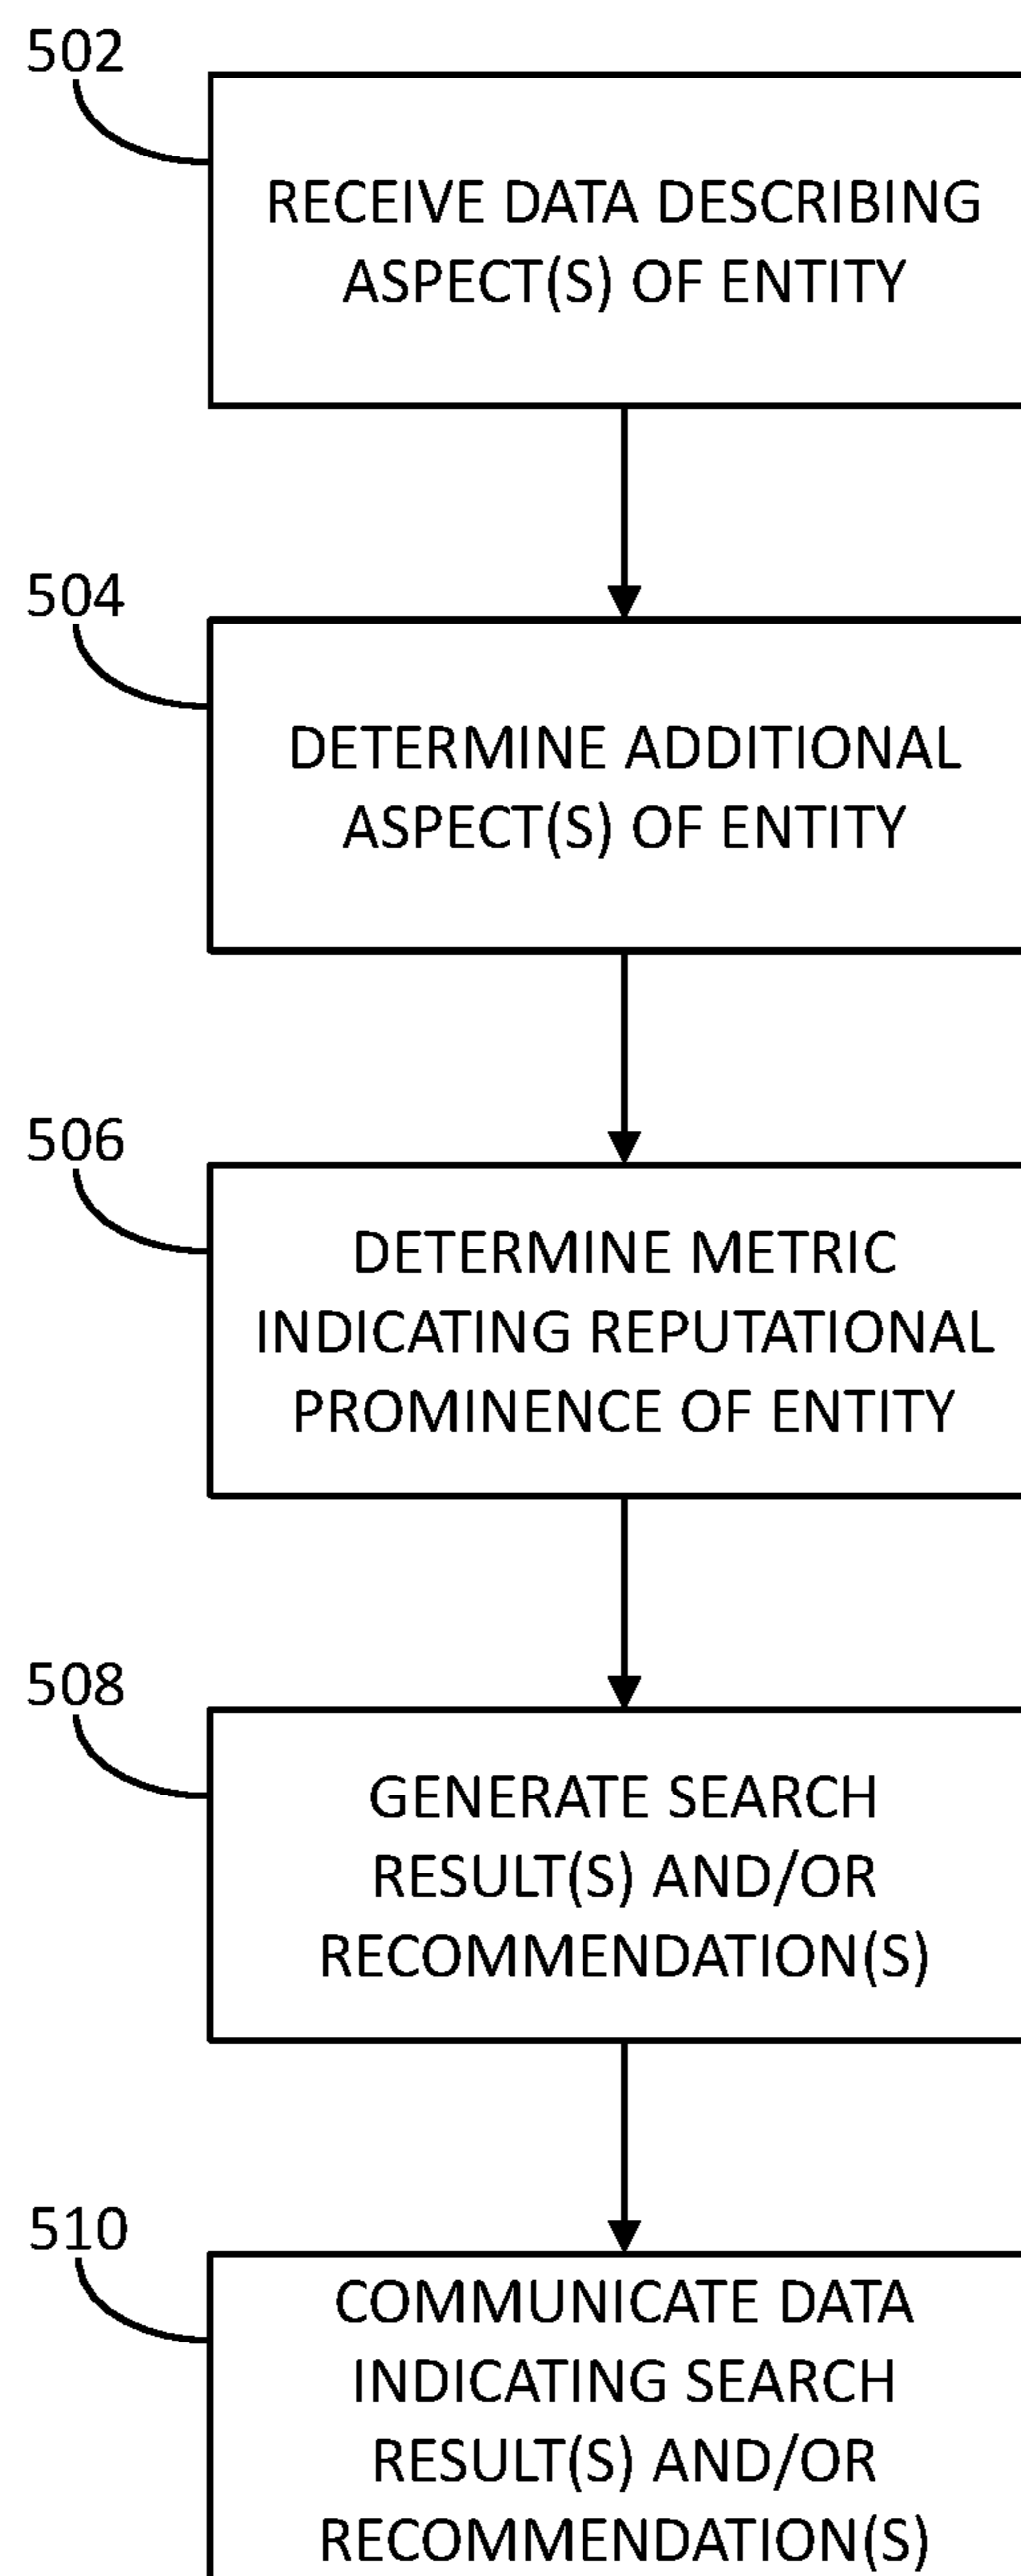 502
RECEIVE DATA DESCRIBING
ASPECT(S) OF ENTITY
504
DETERMINE ADDITIONAL
ASPECT(S) OF ENTITY
506
DETERMINE METRIC
INDICATING REPUTATIONAL
PROMINENCE OF ENTITY
508
GENERATE SEARCH
RESULT(S) AND/OR
RECOMMENDATION(S)
510
COMMUNICATE DATA
INDICATING SEARCH
RESULT(S) AND/OR
RECOMMENDATION(S)